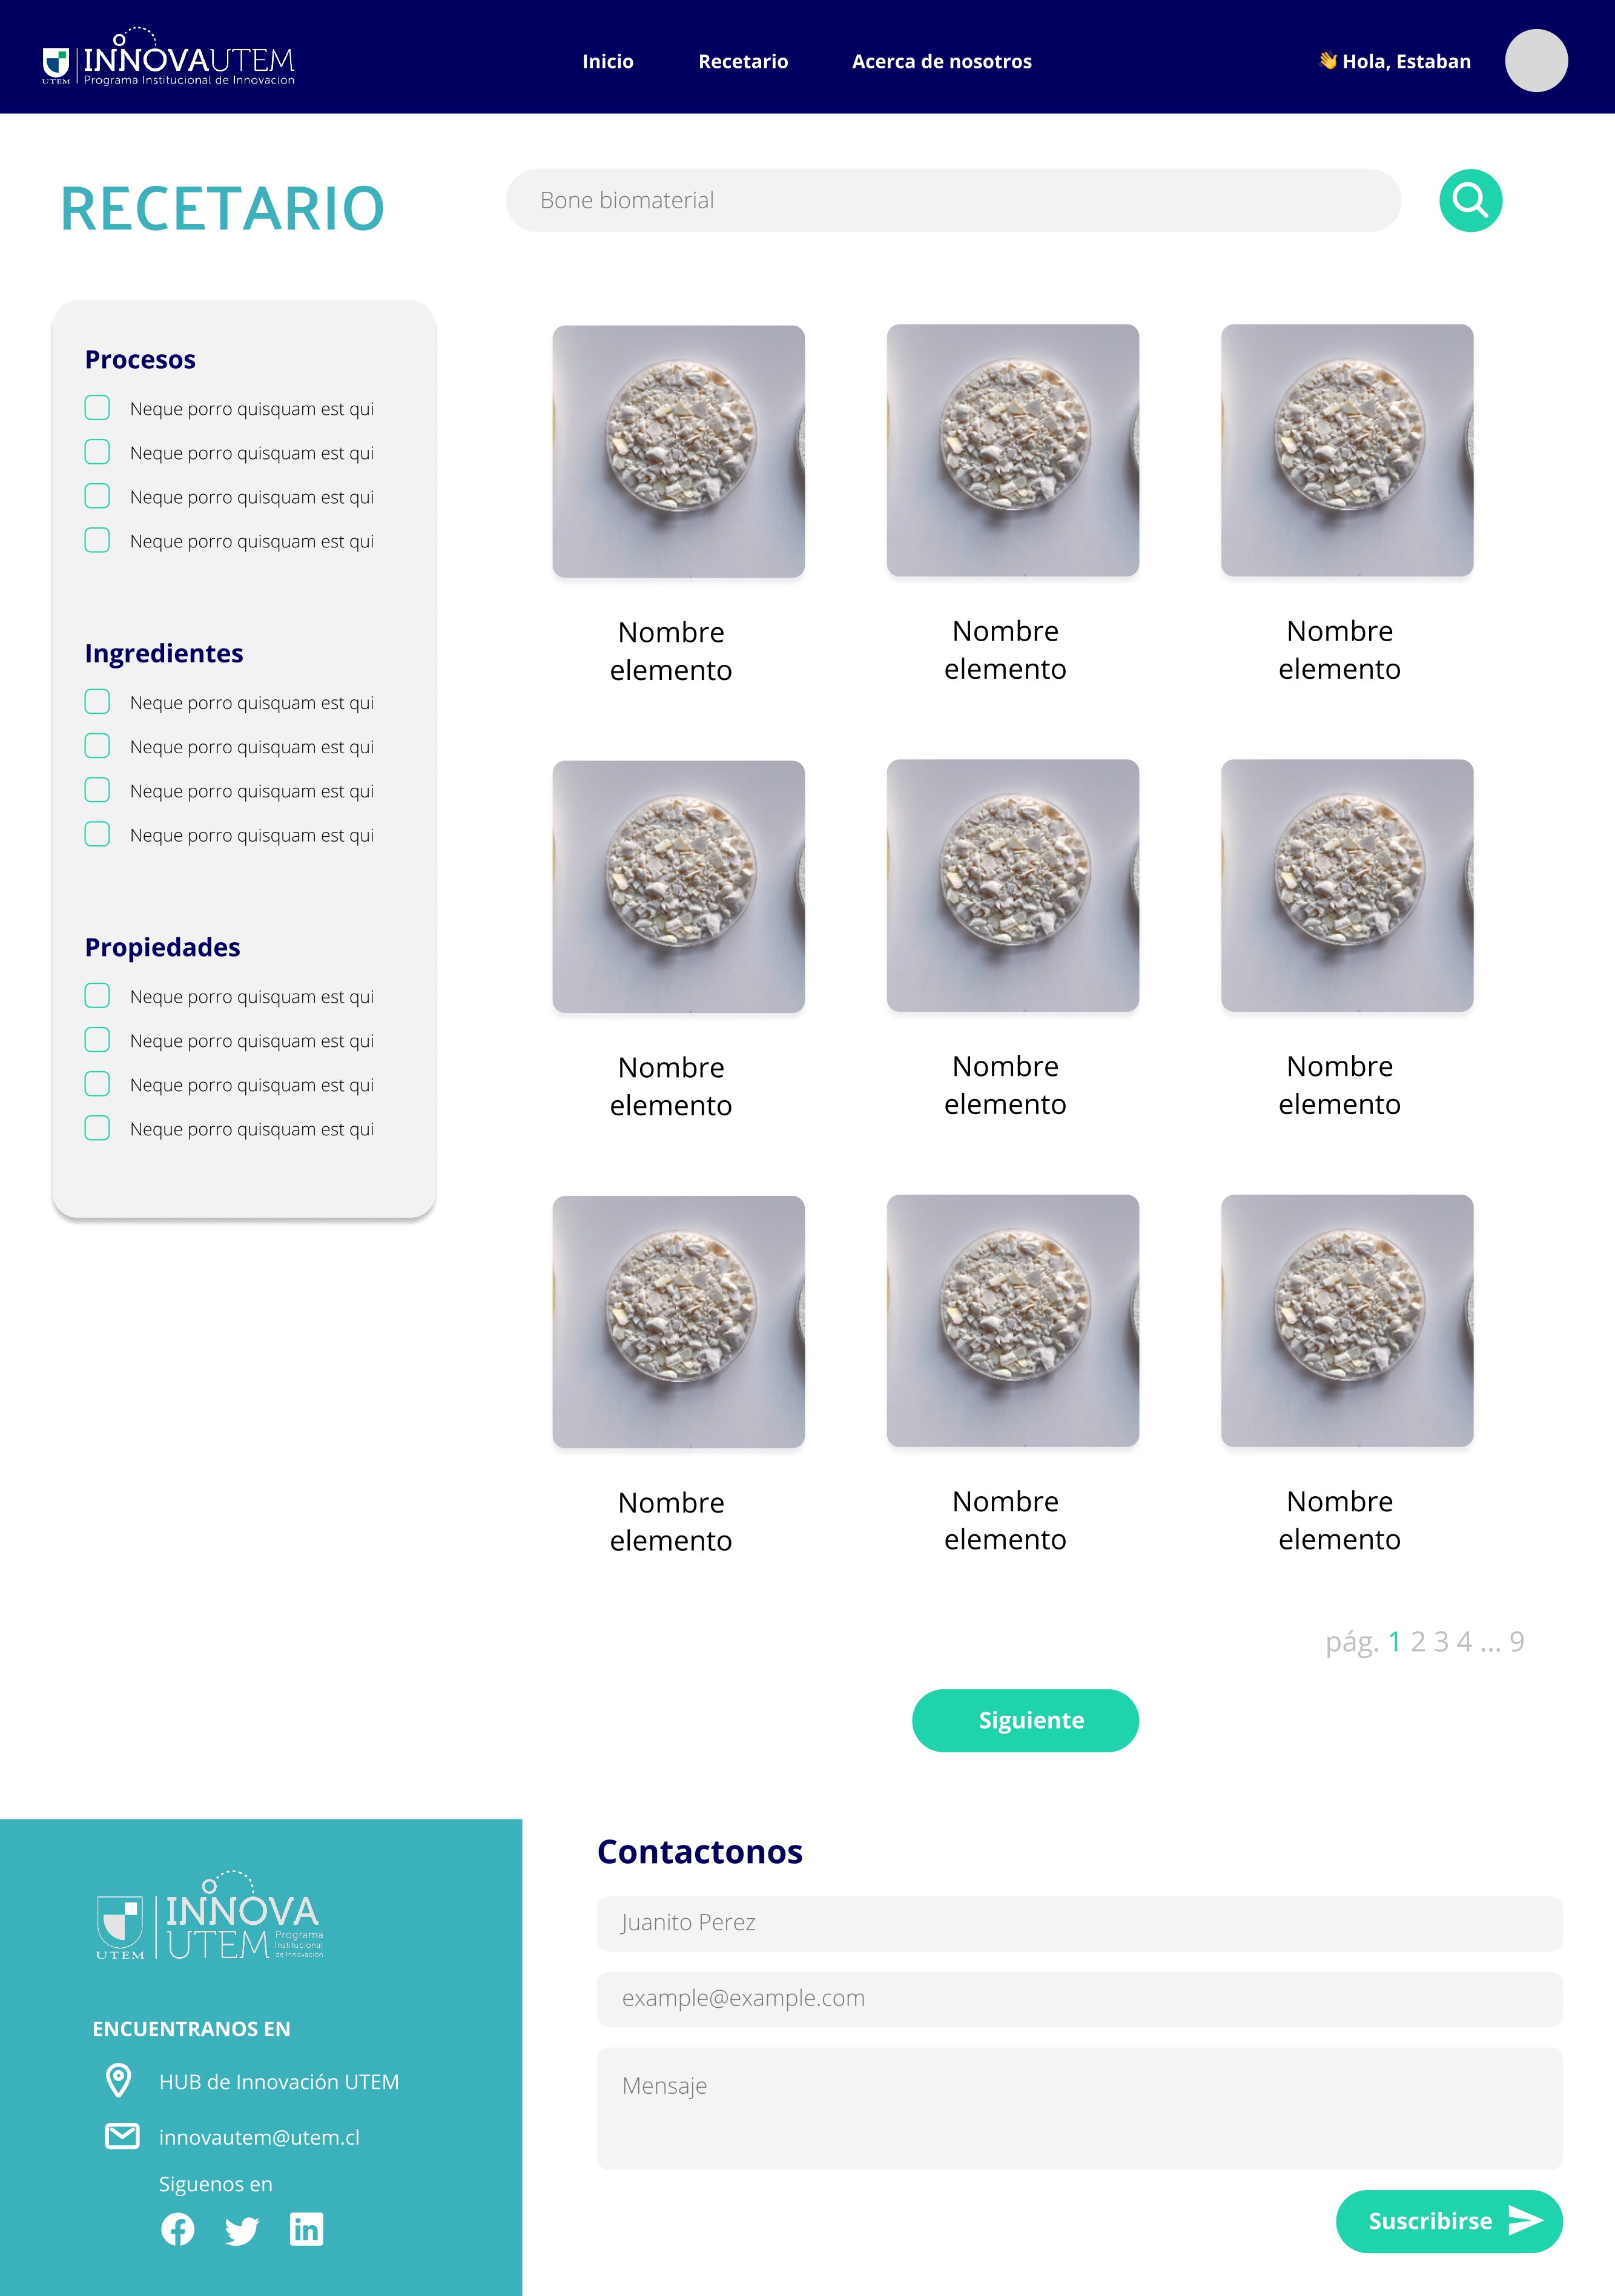 UTEM
INNOVAUTEM
Programa Institucional de Innovacion
Inicio
Recetario
Acerca de nosotros
👋 Hola, Estaban
RECETARIO
Bone biomaterial
Procesos
Neque porro quisquam est qui
Neque porro quisquam est qui
Neque porro quisquam est qui
Neque porro quisquam est qui
Ingredientes
Neque porro quisquam est qui
Neque porro quisquam est qui
Neque porro quisquam est qui
Neque porro quisquam est qui
Propiedades
Neque porro quisquam est qui
Neque porro quisquam est qui
Neque porro quisquam est qui
Neque porro quisquam est qui
Nombre
elemento
Nombre
elemento
Nombre
elemento
Nombre
elemento
Nombre
elemento
Nombre
elemento
Nombre
elemento
Nombre
elemento
Nombre
elemento
pág. 1 2 3 4 ... 9
Siguiente
UTEM
INNOVA
UTEM
Programa
Institucional
de Innovación
ENCUENTRANOS EN
HUB de Innovación UTEM
innovautem@utem.cl
Siguenos en
Contactonos
Juanito Perez
example@example.com
Mensaje
Suscribirse